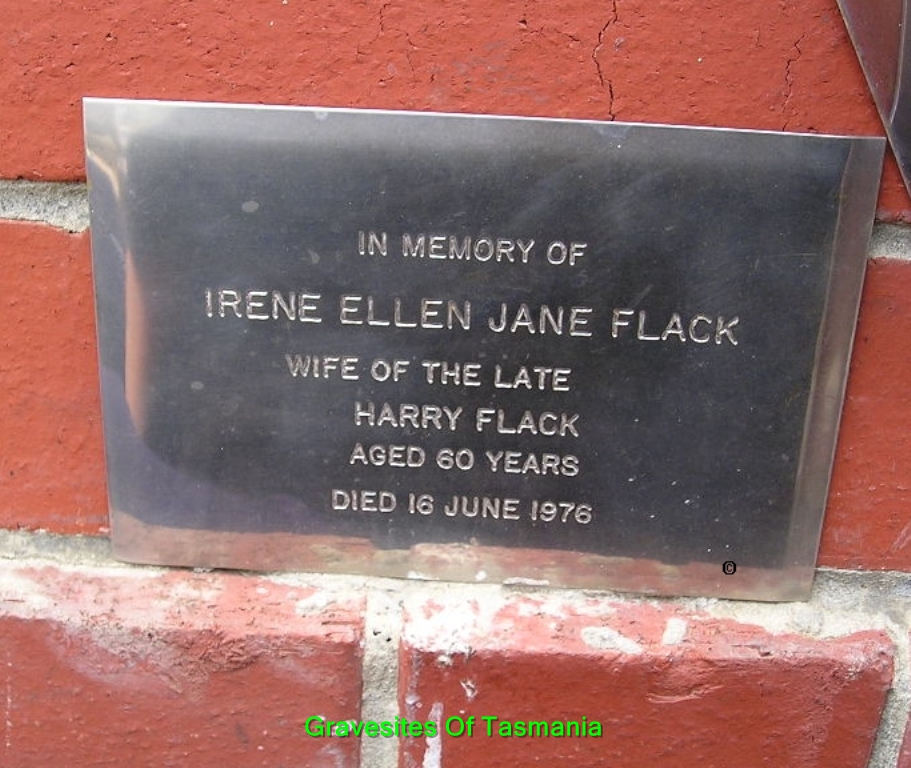 IN MEMORY OF
IRENE ELLEN JANE FLACK
WIFE OF THE LATE
HARRY FLACK
AGED 60 YEARS
DIED 16 JUNE 1976
©
Gravesites Of Tasmania